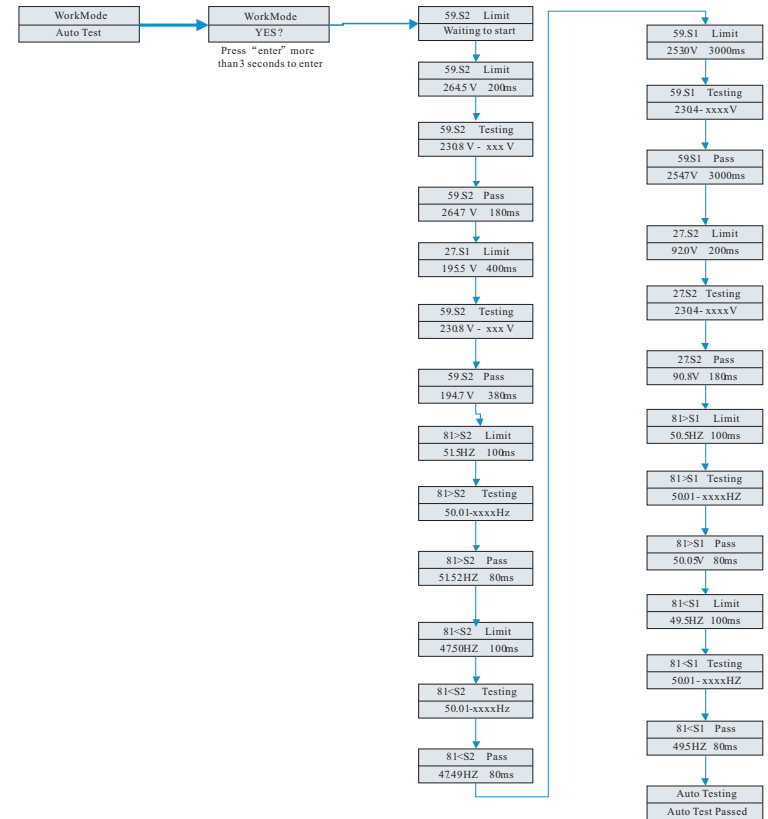 WorkMode
Auto Test
WorkMode
YES?
Press “enter” more
than 3 seconds to enter
59.S2 Limit
Waiting to start
59.S2 Limit
264.5 V 200ms
59.S2 Testing
230.8 V - xxx V
59.S2 Pass
264.7 V 180ms
27.S1 Limit
195.5 V 400ms
59.S2 Testing
230.8 V - xxx V
59.S2 Pass
194.7 V 380ms
81>S2 Limit
51.5HZ 100ms
81>S2 Testing
50.01-xxxxHz
81>S2 Pass
51.52HZ 80ms
81<S2 Limit
47.50HZ 100ms
81<S2 Testing
50.01-xxxxHz
81<S2 Pass
47.49HZ 80ms
59.S1 Limit
253.0V 3000ms
59.S1 Testing
230.4- xxxxV
59.S1 Pass
254.7V 3000ms
27.S2 Limit
92.0V 200ms
27.S2 Testing
230.4- xxxxV
27.S2 Pass
90.8V 180ms
81>S1 Limit
50.5HZ 100ms
81>S1 Testing
50.01- xxxxHZ
81>S1 Pass
50.05V 80ms
81<S1 Limit
49.5HZ 100ms
81<S1 Testing
50.01- xxxxHZ
81<S1 Pass
49.5HZ 80ms
Auto Testing
Auto Test Passed